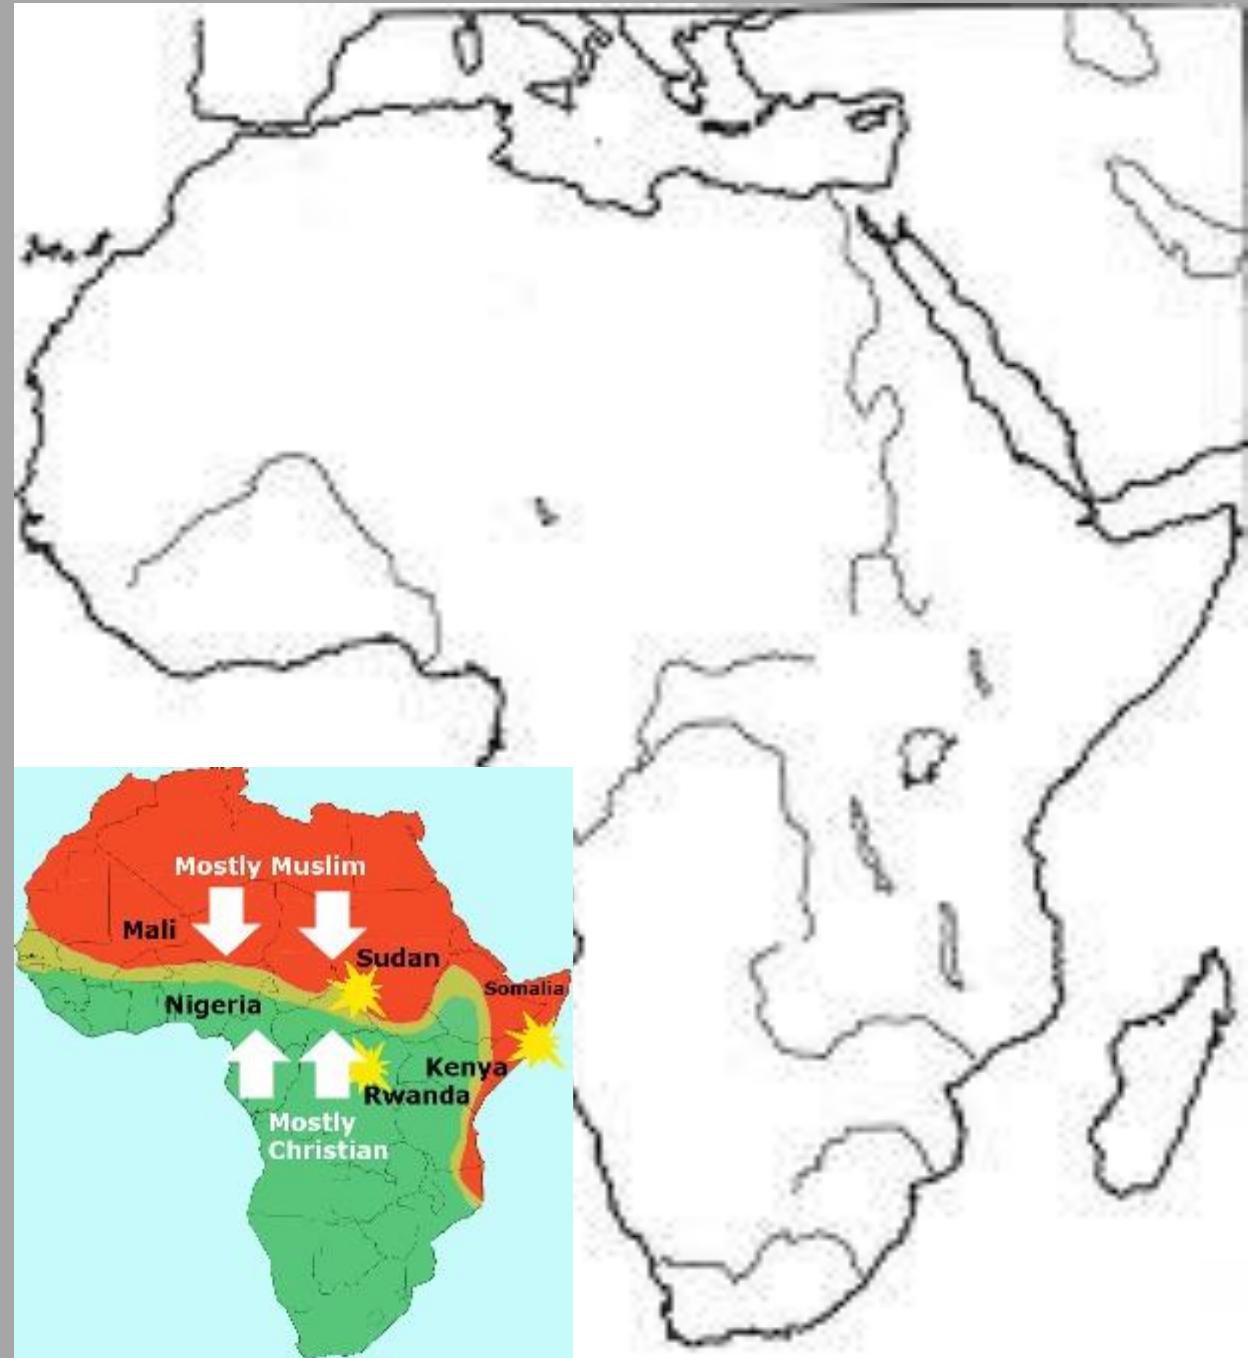 Mostly Muslim
Mali
Sudan
Somalia
Nigeria
Kenya
Rwanda
Mostly
Christian